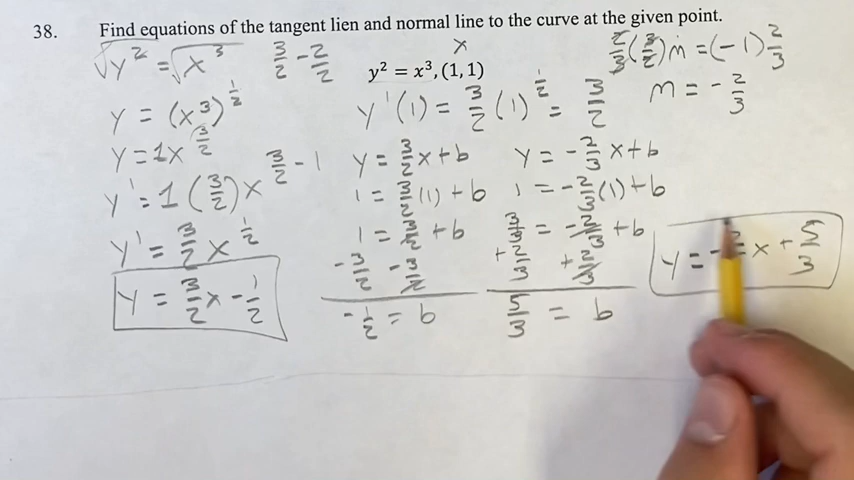 38. Find equations of the tangent lien and normal line to the curve at the given point.
y² = x³, (1, 1)
x
√y² = √x³
3/2 - 2/2
y = (x³)^(1/2)
y = 1x^(3/2)
y' = 1(3/2)x^(3/2 - 1)
y' = 3/2 x^(1/2)
y = 3/2 x - 1/2
y'(1) = 3/2 (1)^(1/2) = 3/2
y = 3/2 x + b
1 = 3/2 (1) + b
1 = 3/2 + b
-3/2 -3/2
-1/2 = b
2/3 (3/2) m = (-1) 2/3
m = -2/3
y = -2/3 x + b
1 = -2/3 (1) + b
3/3 = -2/3 + b
+2/3 +2/3
5/3 = b
y = -2/3 x + 5/3